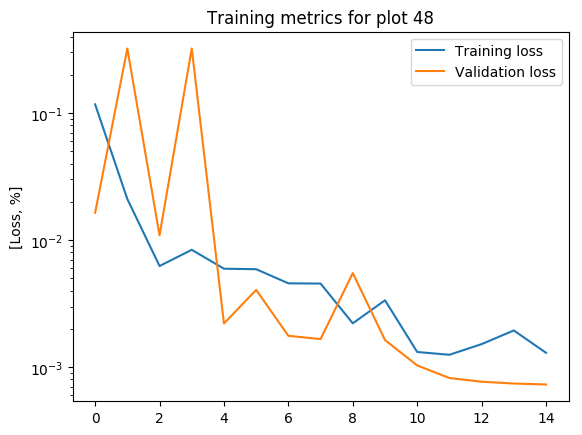 Training metrics for plot 48
Training loss
Validation loss
[Loss, %]
10⁻¹
10⁻²
10⁻³
0 2 4 6 8 10 12 14